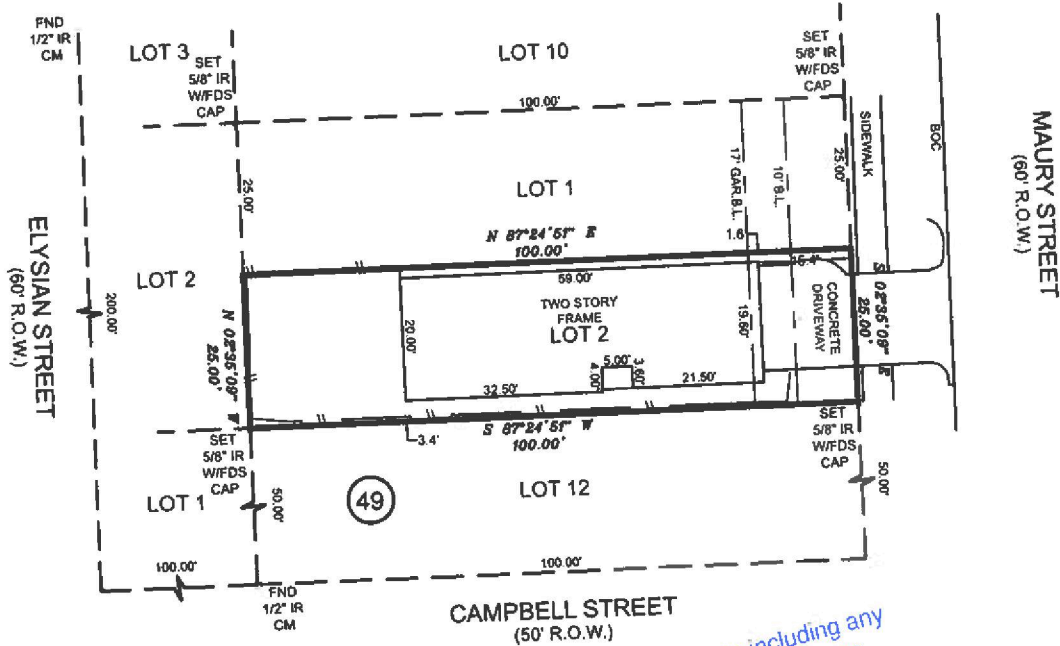 FND
1/2" IR
CM
LOT 3
SET
5/8" IR
W/FDS
CAP
LOT 10
SET
5/8" IR
W/FDS
CAP
100.00'
SIDEWALK
BOC
MAURY STREET
(60' R.O.W.)
25.00'
LOT 1
17' GAR.B.L.
10' B.L.
25.00'
N 87°24'51" E
100.00'
1.6'
ELYSIAN STREET
(60' R.O.W.)
200.00'
LOT 2
59.00'
15.4'
TWO STORY
FRAME
LOT 2
20.00'
19.60'
CONCRETE
DRIVEWAY
S 02°35'09" E
25.00'
N 02°35'09" W
25.00'
5.00'
4.00'
3.60'
32.50'
21.50'
3.4'
S 87°24'51" W
100.00'
SET
5/8" IR
W/FDS
CAP
SET
5/8" IR
W/FDS
CAP
LOT 1
50.00'
49
LOT 12
50.00'
100.00'
100.00'
FND
1/2" IR
CM
CAMPBELL STREET
(50' R.O.W.)
including any